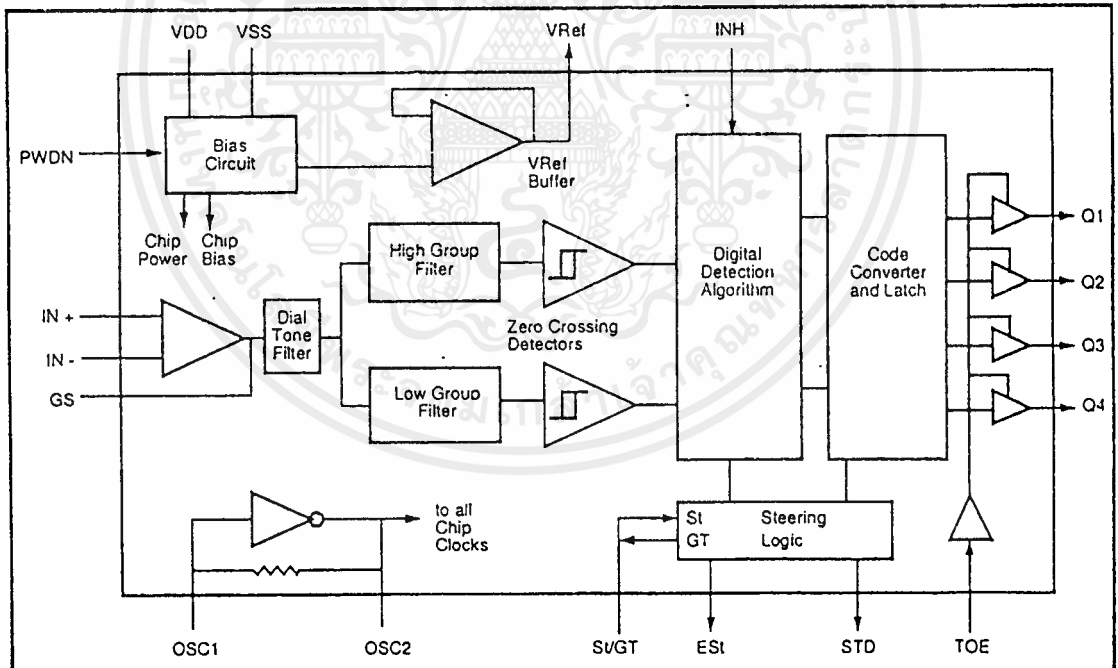 VDD VSS VRef INH
PWDN
Bias
Circuit
VRef
Buffer
Chip
Power
Chip
Bias
High Group
Filter
Digital
Detection
Algorithm
Code
Converter
and Latch
Q1
Q2
Q3
Q4
IN +
IN -
GS
Dial
Tone
Filter
Zero Crossing
Detectors
Low Group
Filter
to all
Chip
Clocks
St Steering
GT Logic
OSC1 OSC2 St/GT ESt STD TOE